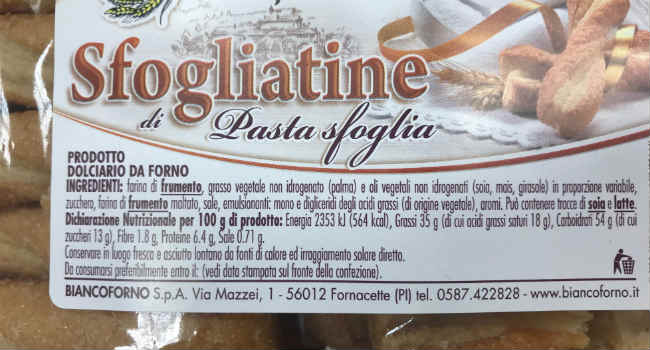 Sfogliatine
di Pasta sfoglia
PRODOTTO
DOLCIARIO DA FORNO
INGREDIENTI: farina di frumento, grasso vegetale non idrogenato (palma) e oli vegetali non idrogenati (soia, mais, girasole) in proporzione variabile,
zucchero, farina di frumento maltato, sale, emulsionanti: mono e digliceridi degli acidi grassi (di origine vegetale), aromi. Può contenere tracce di soia e latte.
Dichiarazione Nutrizionale per 100 g di prodotto: Energia 2353 kJ (564 kcal), Grassi 35 g (di cui acidi grassi saturi 18 g), Carboidrati 54 g (di cui
zuccheri 13 g), Fibre 1.8 g, Proteine 6.4 g, Sale 0.71 g.
Conservare in luogo fresco e asciutto lontano da fonti di calore ed irraggiamento solare diretto.
Da consumarsi preferibilmente entro il: (vedi data stampata sul fronte della confezione).
BIANCOFORNO S.p.A. Via Mazzei, 1 - 56012 Fornacette (PI) tel. 0587.422828 - www.biancoforno.it